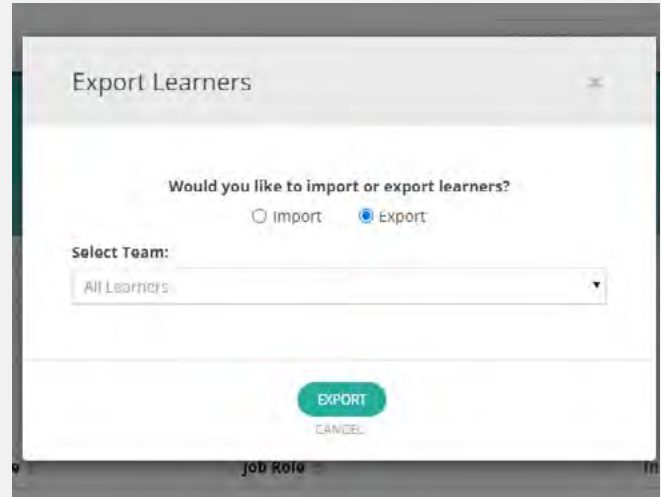 Export Learners
Would you like to import or export learners?
Import Export
Select Team:
All Learners
EXPORT
CANCEL
Job Role